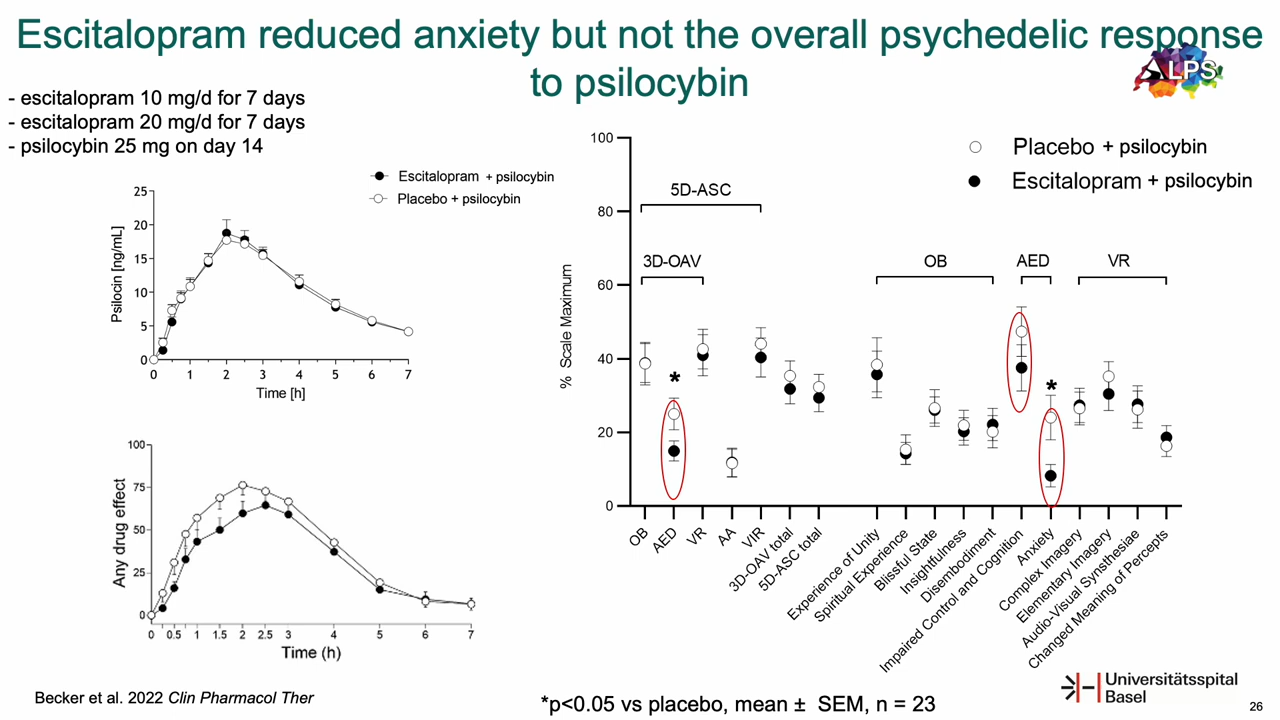 Escitalopram reduced anxiety but not the overall psychedelic response
to psilocybin
ALPS
- escitalopram 10 mg/d for 7 days
- escitalopram 20 mg/d for 7 days
- psilocybin 25 mg on day 14
Escitalopram + psilocybin
Placebo + psilocybin
Psilocin [ng/mL]
25
20
15
10
5
0
0 1 2 3 4 5 6 7
Time [h]
Any drug effect
100
75
50
25
0
0 0.5 1 1.5 2 2.5 3 4 5 6 7
Time (h)
Placebo + psilocybin
Escitalopram + psilocybin
% Scale Maximum
100
80
60
40
20
0
5D-ASC
3D-OAV
OB
AED
VR
*
*
OB
AED
VR
AA
VIR
3D-OAV total
5D-ASC total
Experience of Unity
Spiritual Experience
Blissful State
Insightfulness
Disembodiment
Impaired Control and Cognition
Anxiety
Complex Imagery
Elementary Imagery
Audio-Visual Synsthesiae
Changed Meaning of Percepts
Becker et al. 2022 Clin Pharmacol Ther
*p<0.05 vs placebo, mean ± SEM, n = 23
Universitätsspital
Basel
26